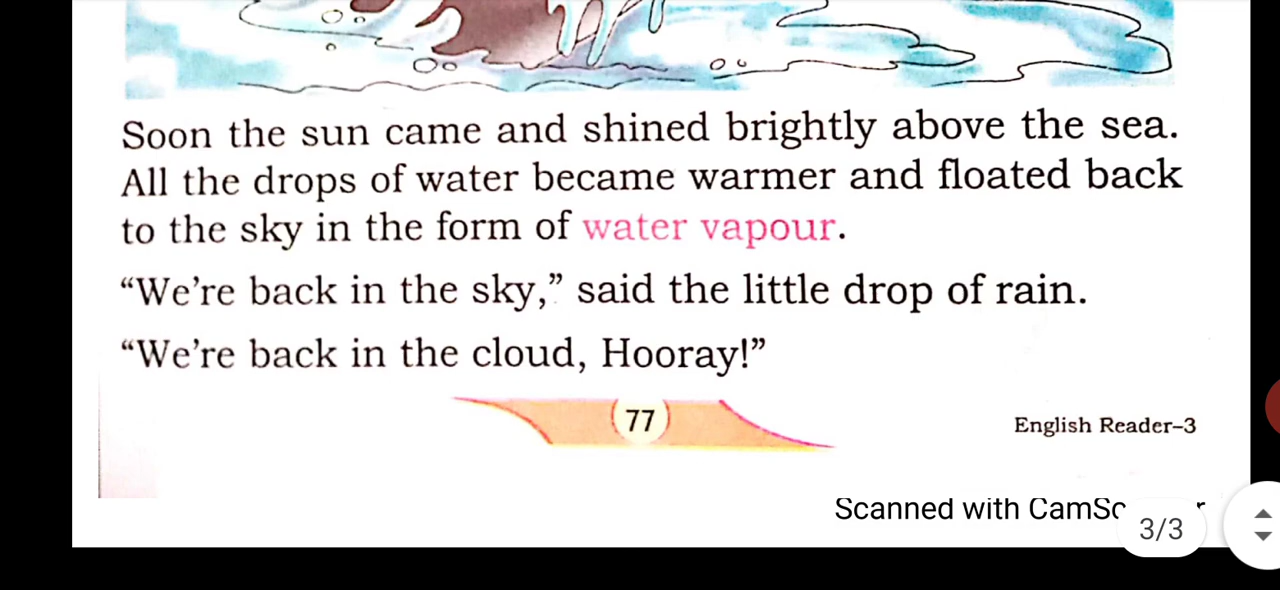 Soon the sun came and shined brightly above the sea.
All the drops of water became warmer and floated back
to the sky in the form of water vapour.
“We’re back in the sky,” said the little drop of rain.
“We’re back in the cloud, Hooray!”
77
English Reader–3
Scanned with
3/3